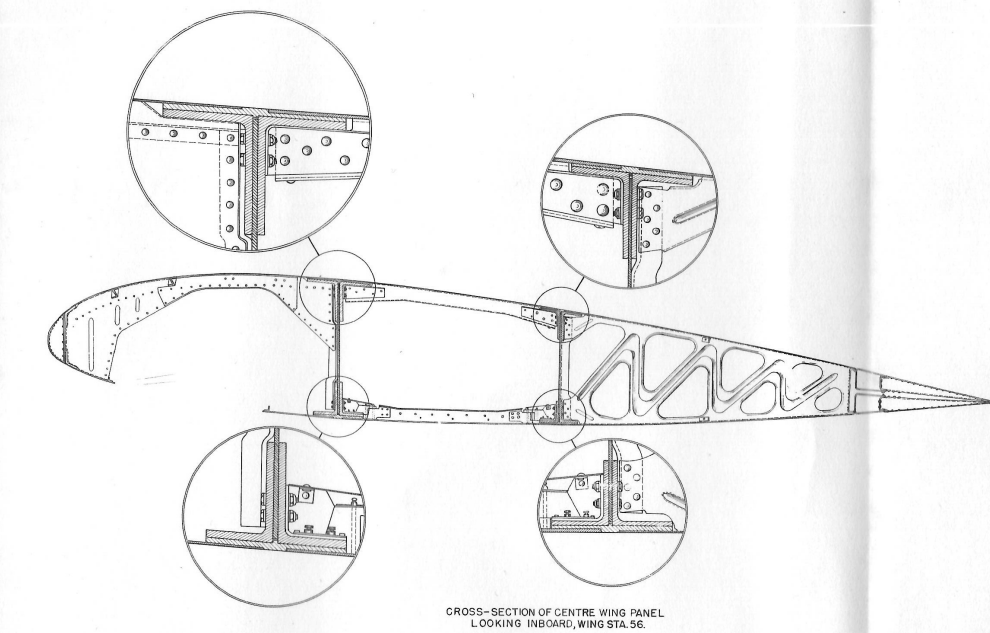 CROSS-SECTION OF CENTRE WING PANEL
LOOKING INBOARD, WING STA. 56.